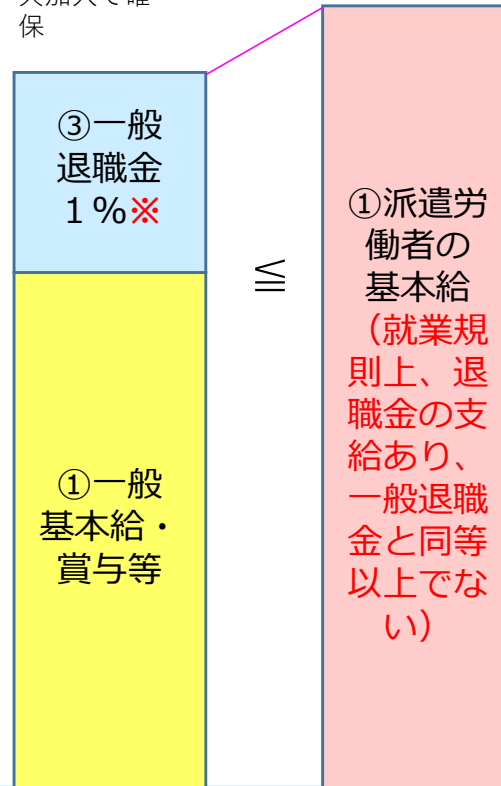 保
③一般
退職金
１％※
①一般
基本給・
賞与等
≦
①派遣労
働者の
基本給
（就業規
則上、退
職金の支
給あり、
一般退職
金と同等
以上でな
い）